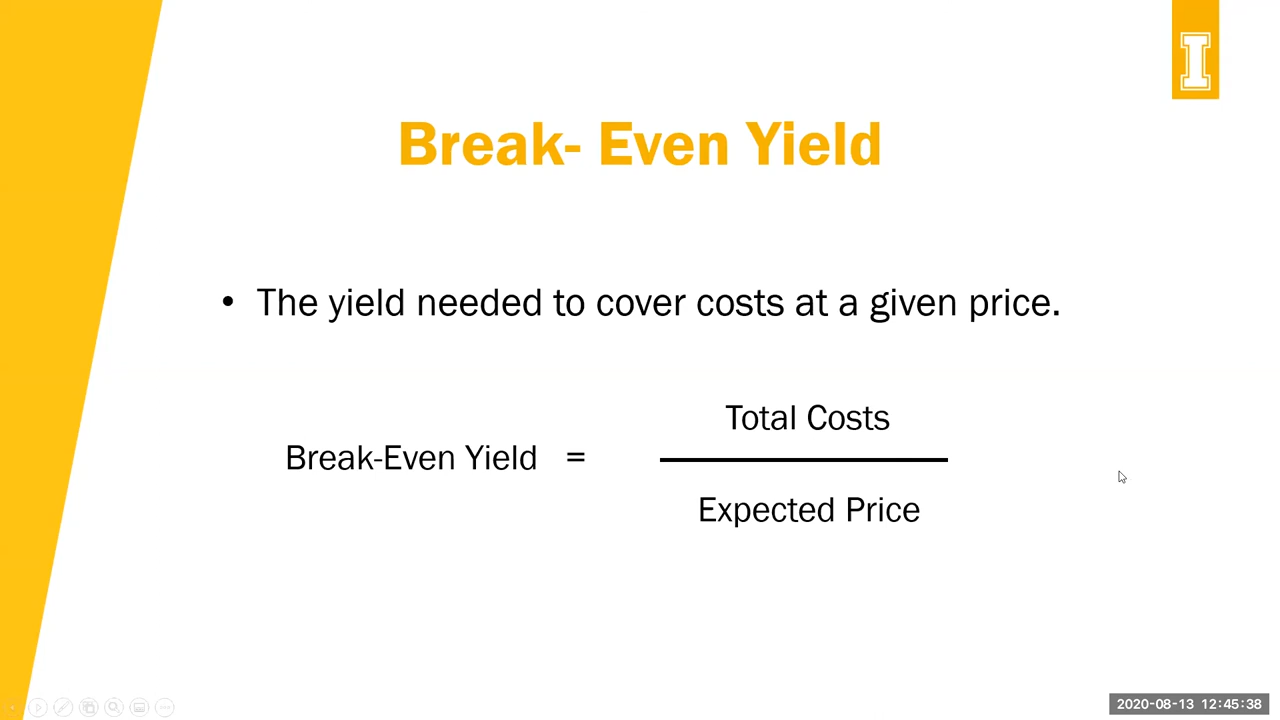 I
Break- Even Yield
• The yield needed to cover costs at a given price.
Total Costs
Break-Even Yield =
Expected Price
2020-08-13 12:45:38